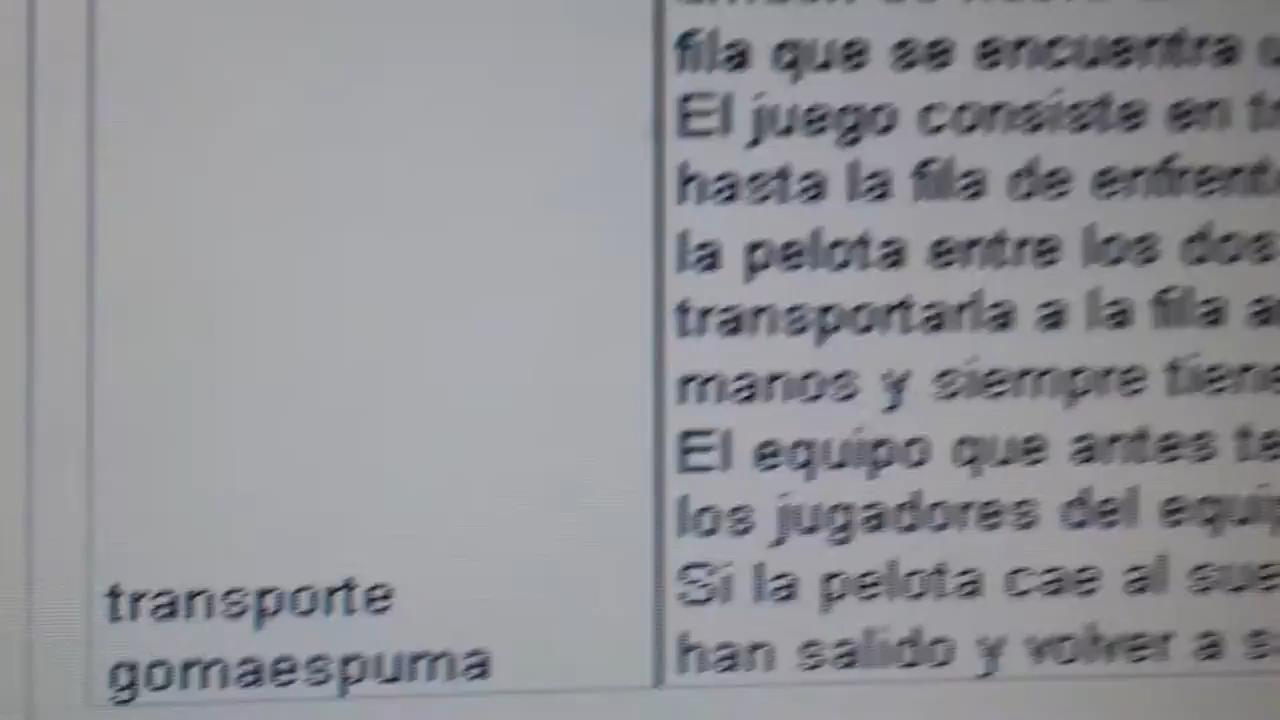 fila que se encuentra
El juego consiste en
hasta la fila de
la pelota entre los dos
transportarla a la fila
manos y siempre
El equipo que antes
los jugadores del
Si la pelota cae al
han salido y volver a
transporte
gomaespuma